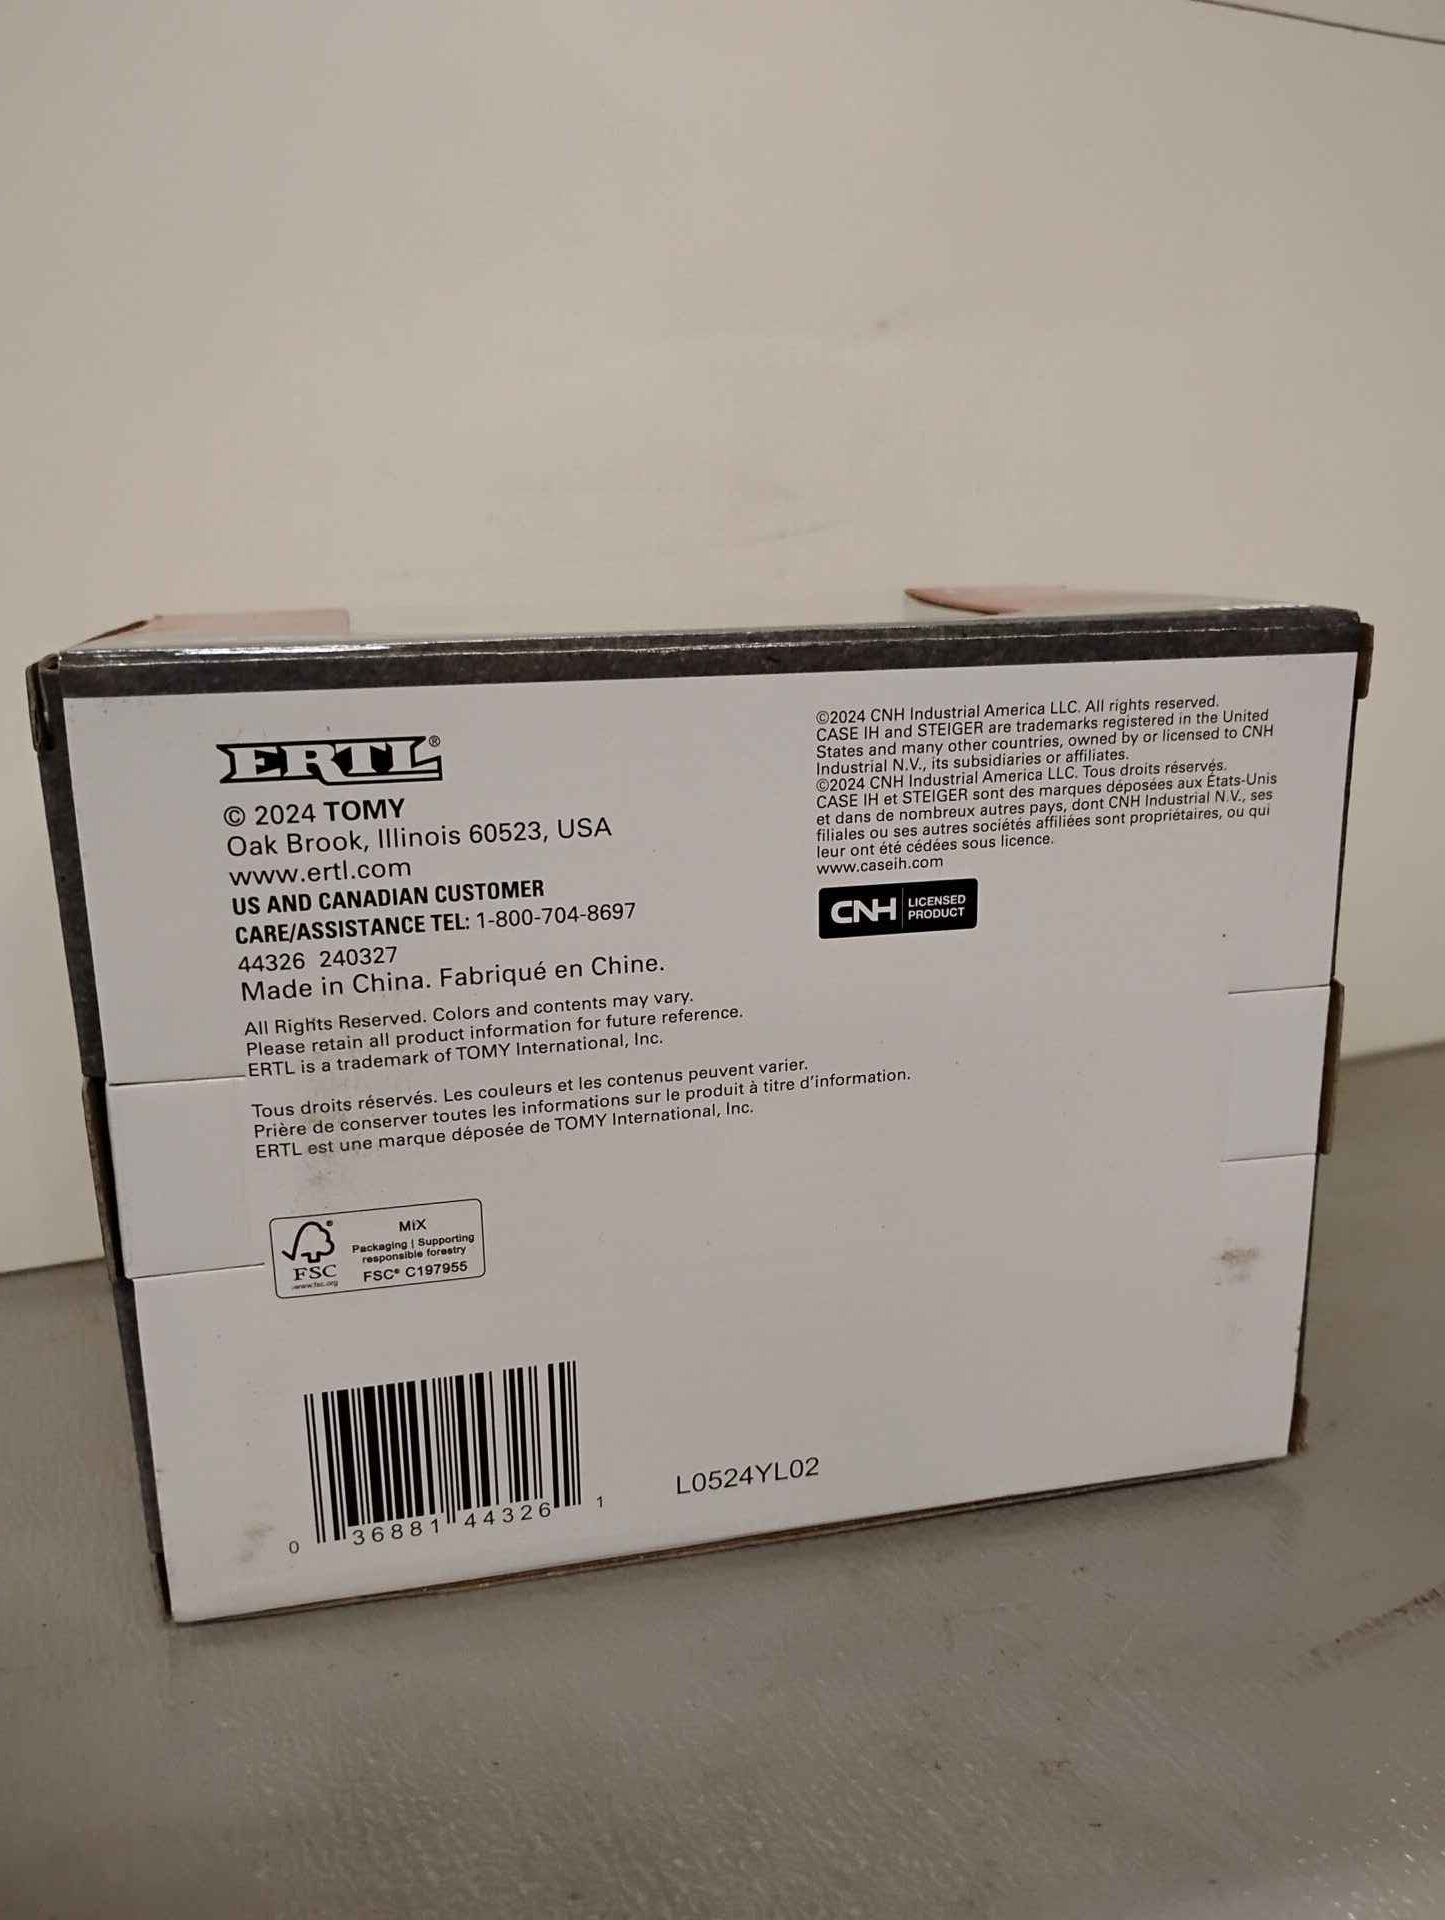 ERTL®
© 2024 TOMY
Oak Brook, Illinois 60523, USA
www.ertl.com
US AND CANADIAN CUSTOMER
CARE/ASSISTANCE TEL: 1-800-704-8697
44326 240327
Made in China. Fabriqué en Chine.
All Rights Reserved. Colors and contents may vary.
Please retain all product information for future reference.
ERTL is a trademark of TOMY International, Inc.
Tous droits réservés. Les couleurs et les contenus peuvent varier.
Prière de conserver toutes les informations sur le produit à titre d'information.
ERTL est une marque déposée de TOMY International, Inc.
©2024 CNH Industrial America LLC. All rights reserved.
CASE IH and STEIGER are trademarks registered in the United
States and many other countries, owned by or licensed to CNH
Industrial N.V., its subsidiaries or affiliates.
©2024 CNH Industrial America LLC. Tous droits réservés.
CASE IH et STEIGER sont des marques déposées aux États-Unis
et dans de nombreux autres pays, dont CNH Industrial N.V., ses
filiales ou ses autres sociétés affiliées sont propriétaires, ou qui
leur ont été cédées sous licence.
www.caseih.com
CNH LICENSED
PRODUCT
FSC
www.fsc.org
MIX
Packaging | Supporting
responsible forestry
FSC® C197955
0 36881 44326 1
L0524YL02